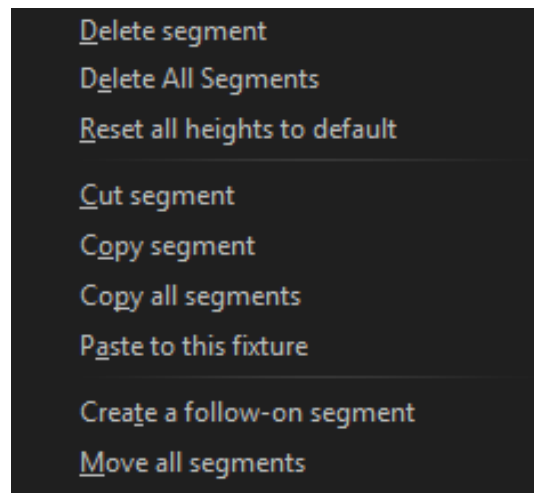 Delete segment
Delete All Segments
Reset all heights to default
Cut segment
Copy segment
Copy all segments
Paste to this fixture
Create a follow-on segment
Move all segments